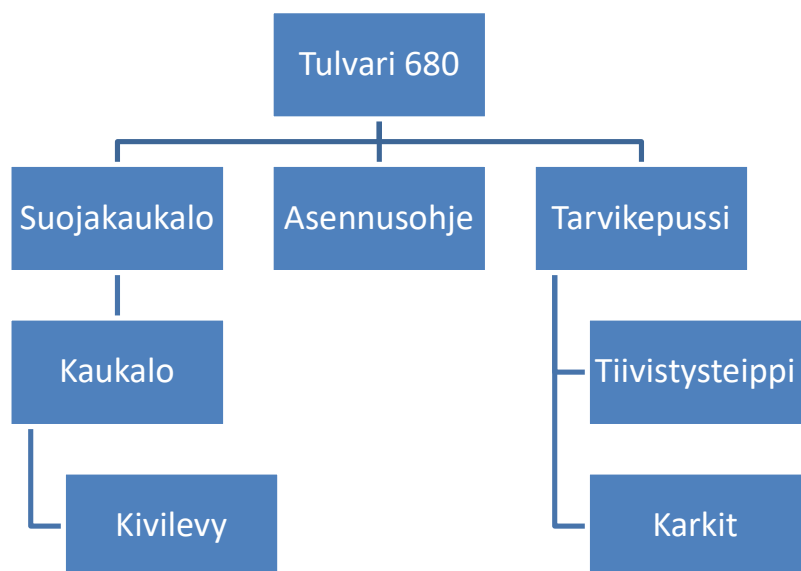 Tulvari 680
Suojakaukalo
Asennusohje
Tarvikepussi
Kaukalo
Tiivistysteippi
Kivilevy
Karkit